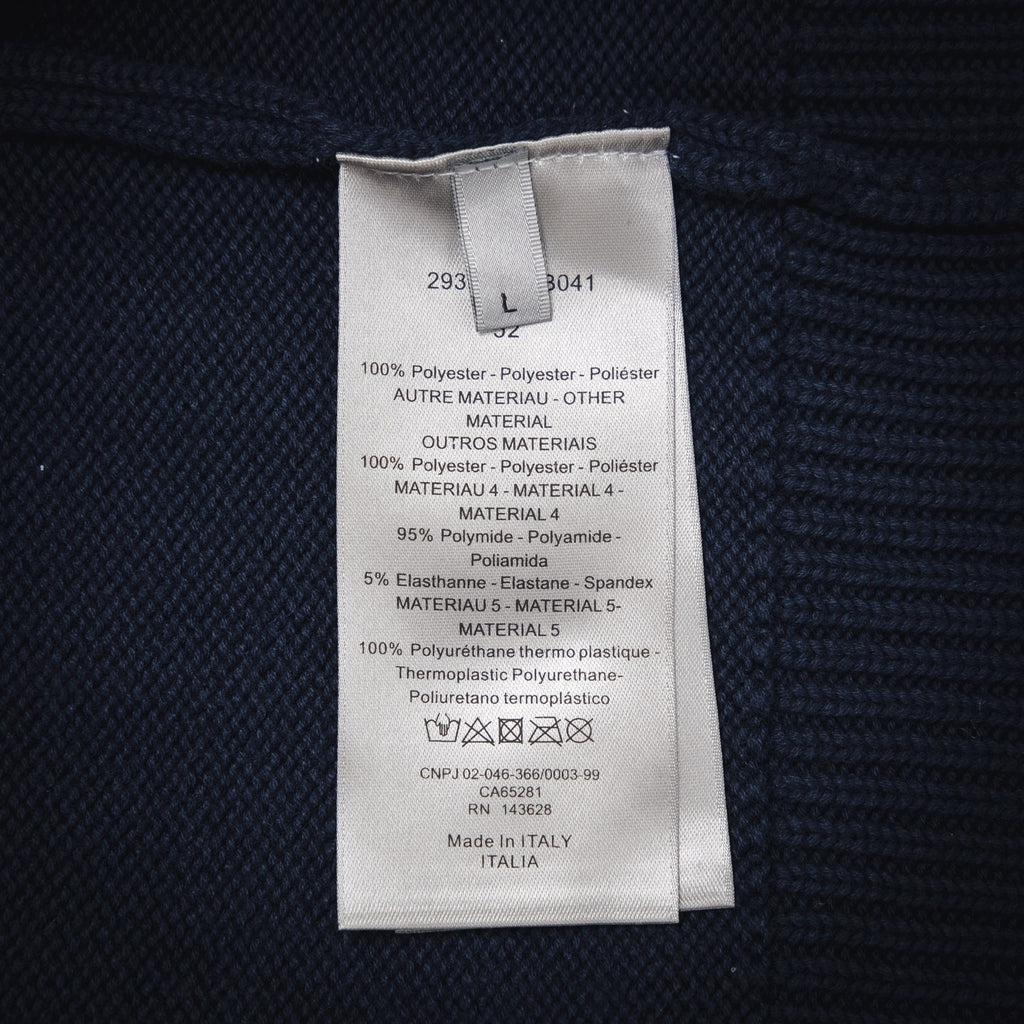 293
3041
L
52
100% Polyester - Polyester - Poliéster
AUTRE MATERIAU - OTHER
MATERIAL
OUTROS MATERIAIS
100% Polyester - Polyester - Poliéster
MATERIAU 4 - MATERIAL 4 -
MATERIAL 4
95% Polymide - Polyamide -
Poliamida
5% Elasthanne - Elastane - Spandex
MATERIAU 5 - MATERIAL 5-
MATERIAL 5
100% Polyuréthane thermo plastique -
Thermoplastic Polyurethane-
Poliuretano termoplástico
CNPJ 02-046-366/0003-99
CA65281
RN 143628
Made In ITALY
ITALIA